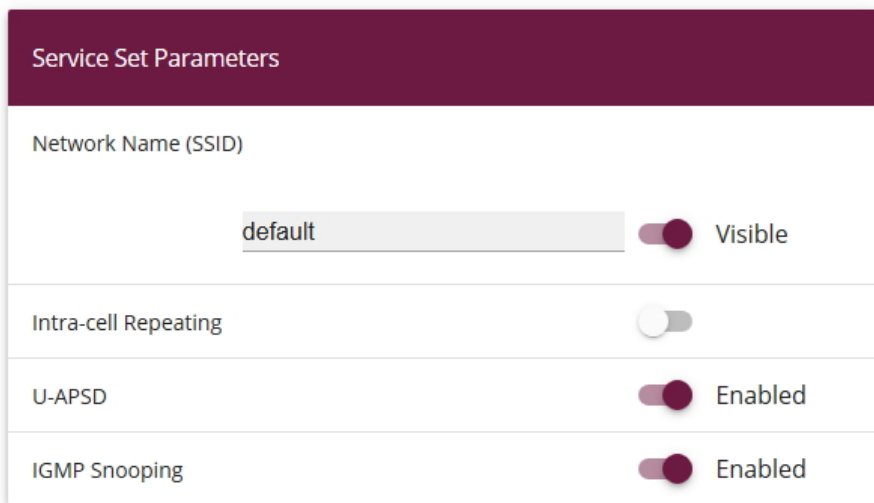 Service Set Parameters
Network Name (SSID)
default Visible
Intra-cell Repeating
U-APSD Enabled
IGMP Snooping Enabled